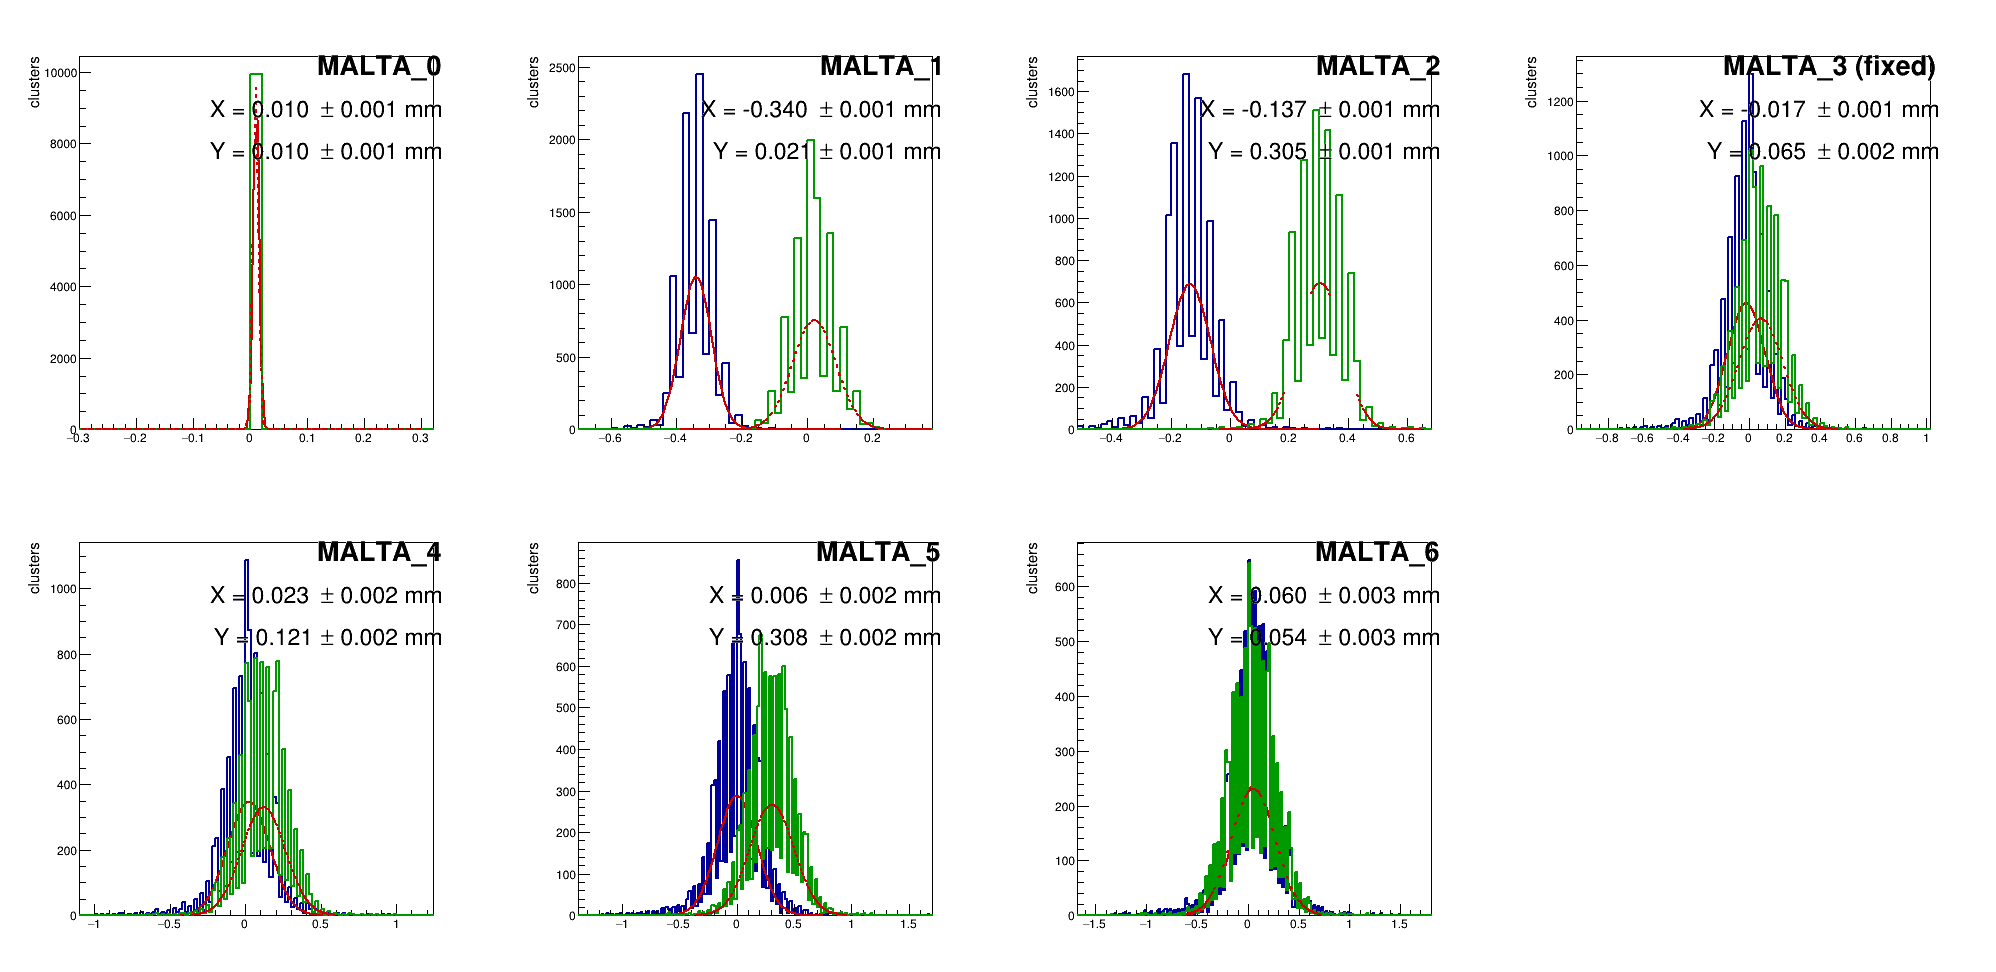 MALTA_0
X = 0.010 ± 0.001 mm
Y = 0.010 ± 0.001 mm
clusters
10000
8000
6000
4000
2000
0
−0.3 −0.2 −0.1 0 0.1 0.2 0.3
MALTA_1
X = -0.340 ± 0.001 mm
Y = 0.021 ± 0.001 mm
clusters
2500
2000
1500
1000
500
0
−0.6 −0.4 −0.2 0 0.2
MALTA_2
X = -0.137 ± 0.001 mm
Y = 0.305 ± 0.001 mm
clusters
1600
1400
1200
1000
800
600
400
200
0
−0.4 −0.2 0 0.2 0.4 0.6
MALTA_3 (fixed)
X = -0.017 ± 0.001 mm
Y = 0.065 ± 0.002 mm
clusters
1200
1000
800
600
400
200
0
−0.8 −0.6 −0.4 −0.2 0 0.2 0.4 0.6 0.8 1
MALTA_4
X = 0.023 ± 0.002 mm
Y = 0.121 ± 0.002 mm
clusters
1000
800
600
400
200
0
−1 −0.5 0 0.5 1
MALTA_5
X = 0.006 ± 0.002 mm
Y = 0.308 ± 0.002 mm
clusters
800
700
600
500
400
300
200
100
0
−1 −0.5 0 0.5 1 1.5
MALTA_6
X = 0.060 ± 0.003 mm
Y = 0.054 ± 0.003 mm
clusters
600
500
400
300
200
100
0
−1.5 −1 −0.5 0 0.5 1 1.5